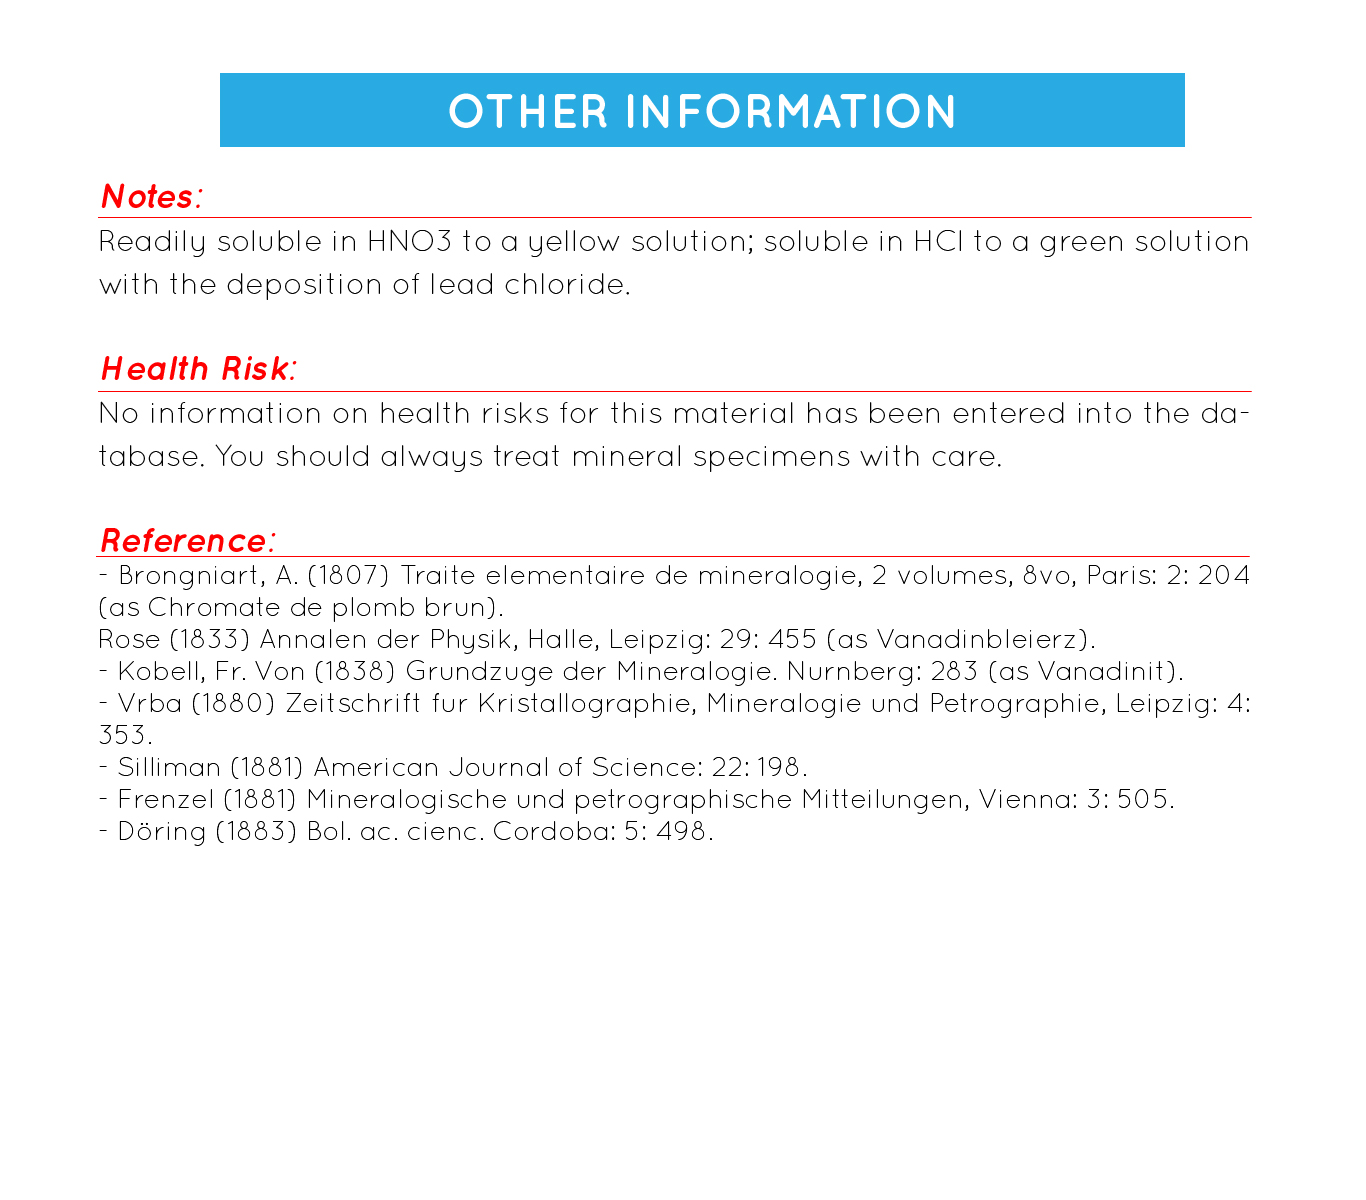 OTHER INFORMATION
Notes:
Readily soluble in HNO3 to a yellow solution; soluble in HCl to a green solution
with the deposition of lead chloride.
Health Risk:
No information on health risks for this material has been entered into the da-
tabase. You should always treat mineral specimens with care.
Reference:
- Brongniart, A. (1807) Traite elementaire de mineralogie, 2 volumes, 8vo, Paris: 2: 204
(as Chromate de plomb brun).
Rose (1833) Annalen der Physik, Halle, Leipzig: 29: 455 (as Vanadinbleierz).
- Kobell, Fr. Von (1838) Grundzuge der Mineralogie. Nurnberg: 283 (as Vanadinit).
- Vrba (1880) Zeitschrift fur Kristallographie, Mineralogie und Petrographie, Leipzig: 4:
353.
- Silliman (1881) American Journal of Science: 22: 198.
- Frenzel (1881) Mineralogische und petrographische Mitteilungen, Vienna: 3: 505.
- Döring (1883) Bol. ac. cienc. Cordoba: 5: 498.